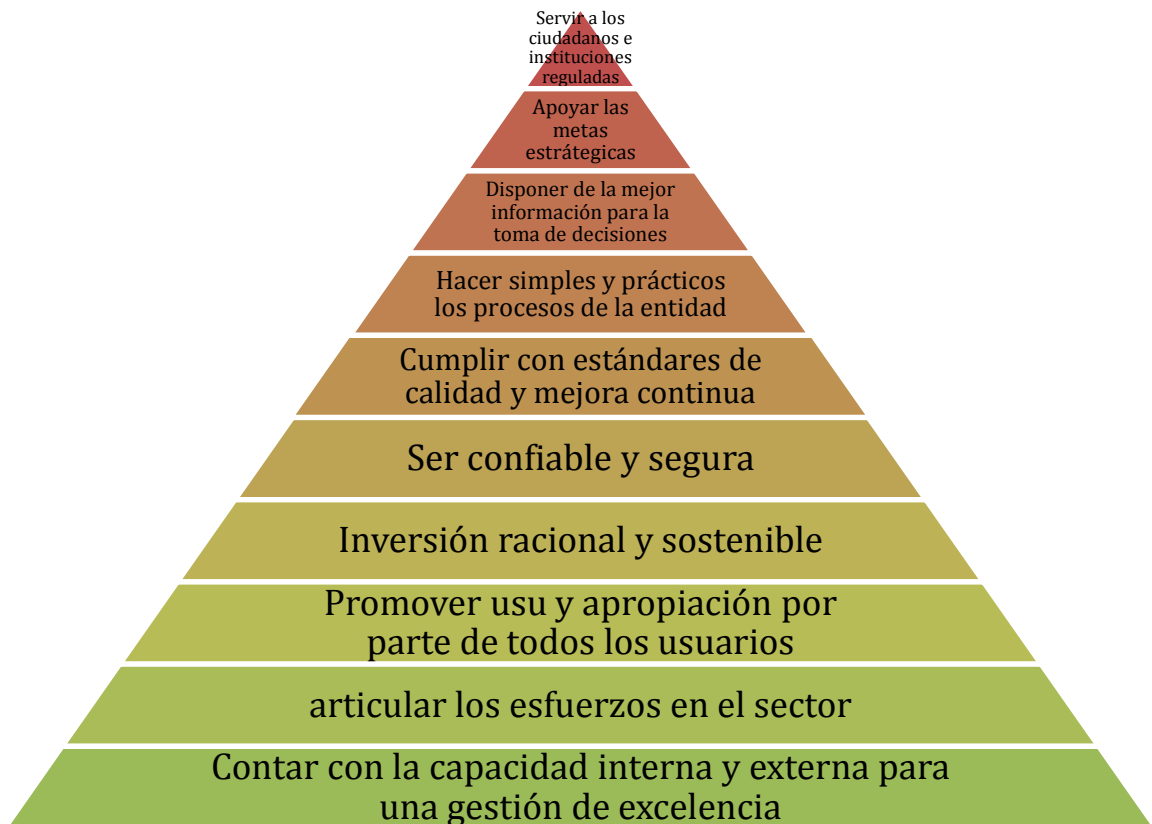 Servir a los
ciudadanos e
instituciones
reguladas
Apoyar las
metas
estrátegicas
Disponer de la mejor
información para la
toma de decisiones
Hacer simples y prácticos
los procesos de la entidad
Cumplir con estándares de
calidad y mejora continua
Ser confiable y segura
Inversión racional y sostenible
Promover usu y apropiación por
parte de todos los usuarios
articular los esfuerzos en el sector
Contar con la capacidad interna y externa para
una gestión de excelencia